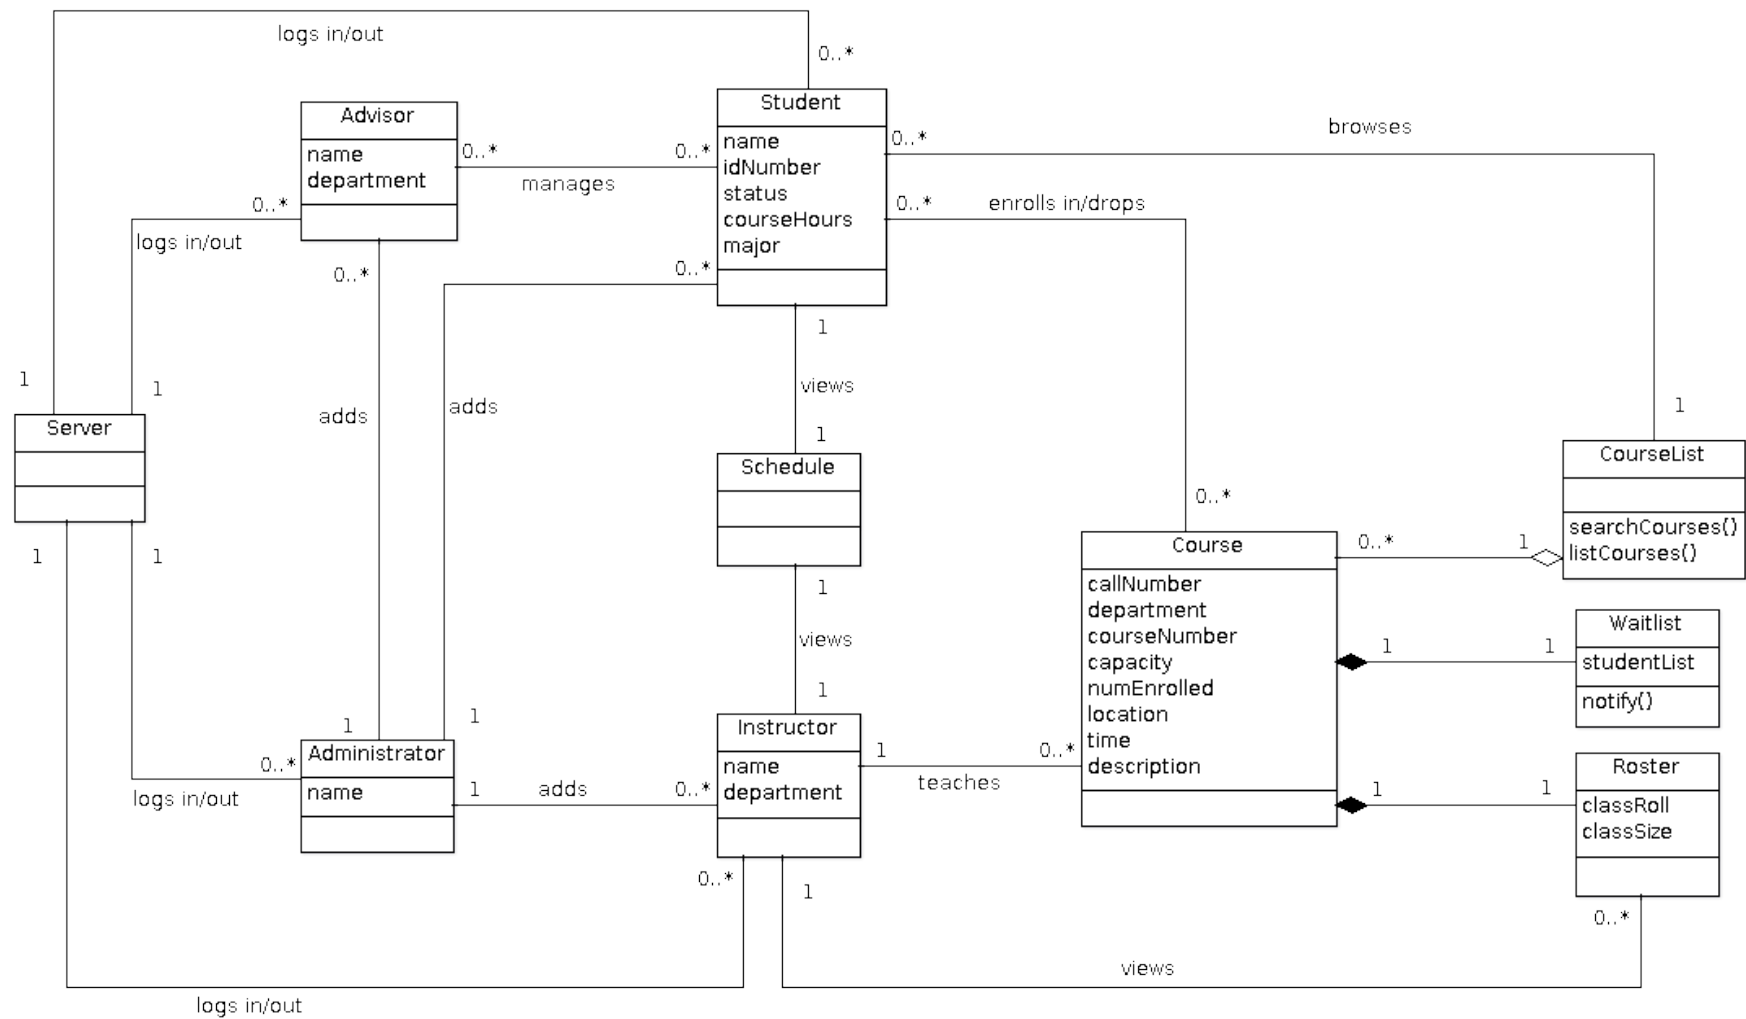 logs in/out
0..*
Student
name
idNumber
status
courseHours
major
Advisor
name
department
0..*
0..*
manages
0..*
browses
0..*
enrolls in/drops
0..*
logs in/out
0..*
0..*
1
1
1
views
adds
adds
1
1
Server
Schedule
CourseList
searchCourses()
listCourses()
0..*
1
1
1
views
1
Course
callNumber
department
courseNumber
capacity
numEnrolled
location
time
description
0..*
1
Waitlist
studentList
notify()
1
1
1
1
0..*
logs in/out
Administrator
name
1
adds
0..*
Instructor
name
department
1
0..*
teaches
1
1
Roster
classRoll
classSize
0..*
1
0..*
views
logs in/out